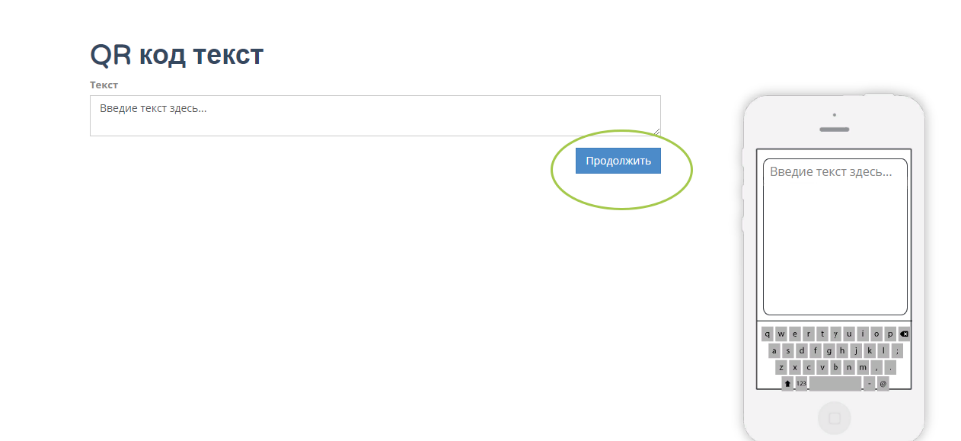 QR код текст
Текст
Введие текст здесь...
Продолжить
Введие текст здесь...
q w e r t y u i o p
a s d f g h j k l ;
z x c v b n m , .
123 - @